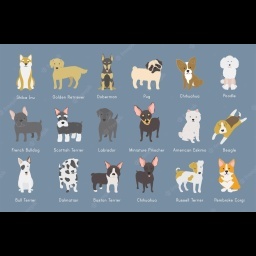 Shiba Inu Golden Retriever Doberman Pug Chihuahua Poodle
French Bulldog Scottish Terrier Labrador Miniature Pinscher American Eskimo Beagle
Bull Terrier Dalmatian Boston Terrier Chihuahua Russell Terrier Pembroke Corgi